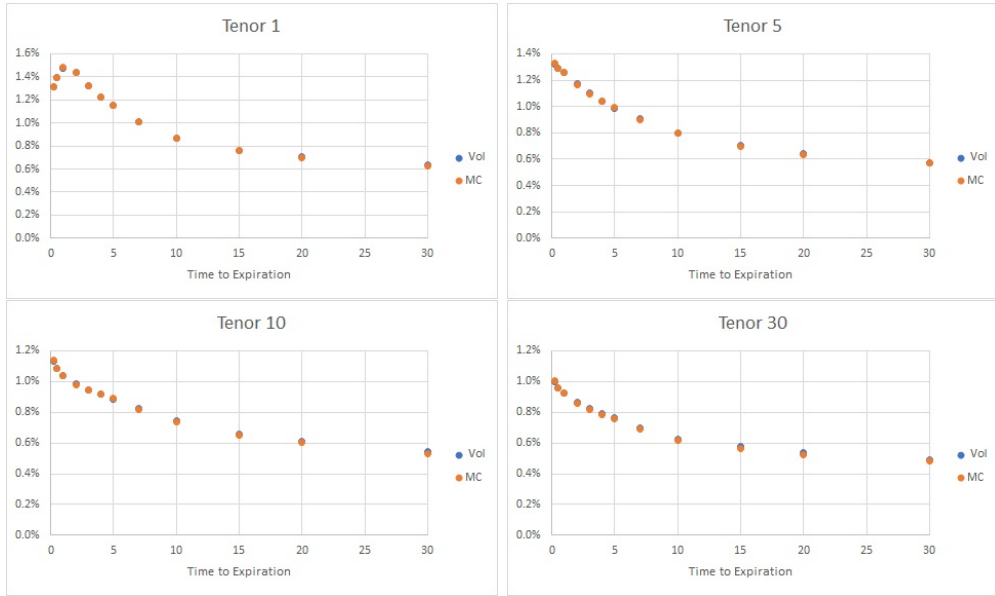 Tenor 1
1.6%
1.4%
1.2%
1.0%
0.8%
0.6%
0.4%
0.2%
0.0%
0 5 10 15 20 25 30
Time to Expiration
Vol
MC
Tenor 5
1.4%
1.2%
1.0%
0.8%
0.6%
0.4%
0.2%
0.0%
0 5 10 15 20 25 30
Time to Expiration
Vol
MC
Tenor 10
1.2%
1.0%
0.8%
0.6%
0.4%
0.2%
0.0%
0 5 10 15 20 25 30
Time to Expiration
Vol
MC
Tenor 30
1.2%
1.0%
0.8%
0.6%
0.4%
0.2%
0.0%
0 5 10 15 20 25 30
Time to Expiration
Vol
MC